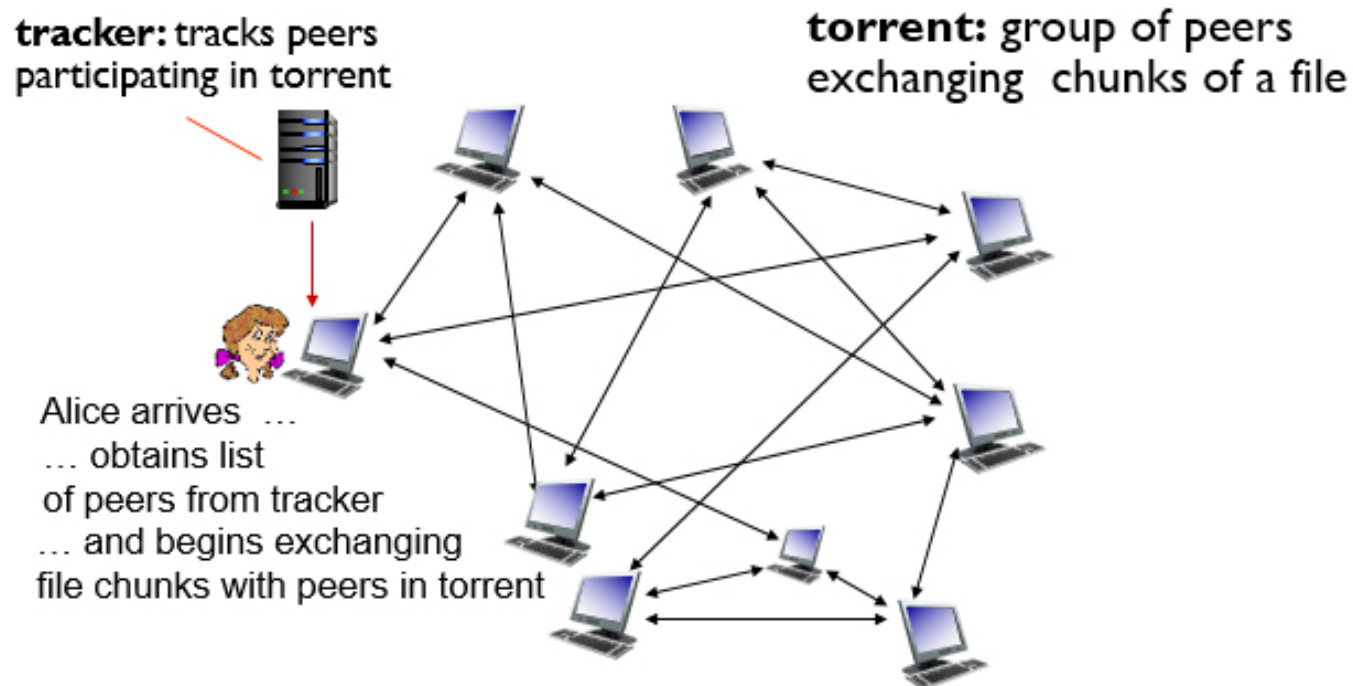 tracker: tracks peers
participating in torrent
torrent: group of peers
exchanging chunks of a file
Alice arrives …
… obtains list
of peers from tracker
… and begins exchanging
file chunks with peers in torrent